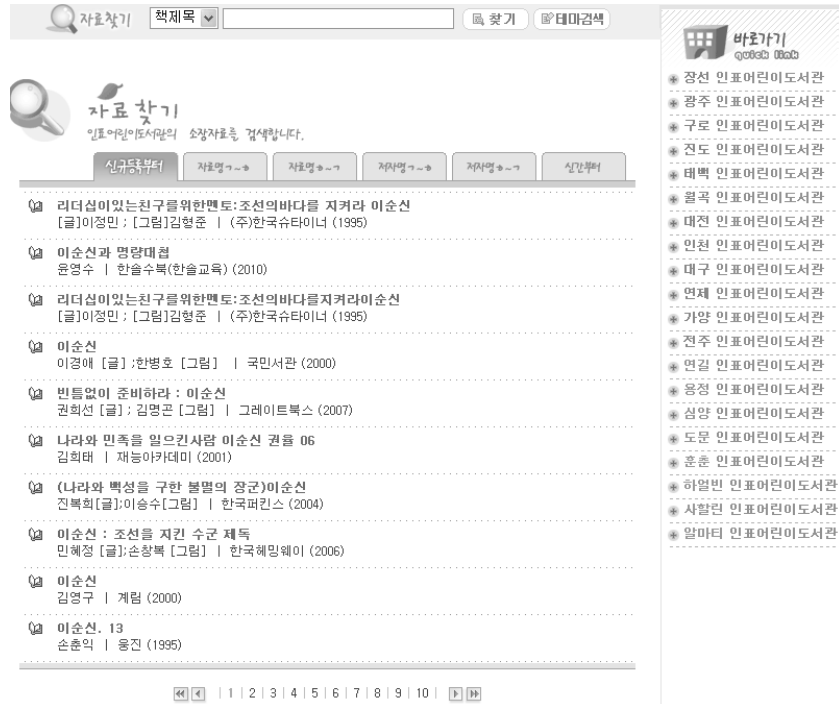 자료찾기 책제목 찾기 테마검색
자료찾기
인표어린이도서관의 소장자료를 검색합니다.
신규등록부터 자료명ㄱ~ㅎ 자료명ㅎ~ㄱ 저자명ㄱ~ㅎ 저자명ㅎ~ㄱ 신간부터
리더십이있는친구를위한멘토:조선의바다를 지켜라 이순신
[글]이정민 ; [그림]김형준 | (주)한국슈타이너 (1995)
이순신과 명량대첩
윤영수 | 한솔수북(한솔교육) (2010)
리더십이있는친구를위한멘토:조선의바다를지켜라이순신
[글]이정민 ; [그림]김형준 | (주)한국슈타이너 (1995)
이순신
이경애 [글] ;한병호 [그림] | 국민서관 (2000)
빈틈없이 준비하라 : 이순신
권희선 [글] ; 김명곤 [그림] | 그레이트북스 (2007)
나라와 민족을 일으킨사람 이순신 권율 06
김희태 | 재능아카데미 (2001)
(나라와 백성을 구한 불멸의 장군)이순신
진복희[글];이승수[그림] | 한국퍼킨스 (2004)
이순신 : 조선을 지킨 수군 제독
민혜정 [글];손창복 [그림] | 한국헤밍웨이 (2006)
이순신
김영구 | 계림 (2000)
이순신. 13
손춘익 | 웅진 (1995)
| 1 | 2 | 3 | 4 | 5 | 6 | 7 | 8 | 9 | 10 |
바로가기
quick link
장선 인표어린이도서관
광주 인표어린이도서관
구로 인표어린이도서관
진도 인표어린이도서관
태백 인표어린이도서관
월곡 인표어린이도서관
대전 인표어린이도서관
인천 인표어린이도서관
대구 인표어린이도서관
연제 인표어린이도서관
가양 인표어린이도서관
전주 인표어린이도서관
연길 인표어린이도서관
용정 인표어린이도서관
심양 인표어린이도서관
도문 인표어린이도서관
훈춘 인표어린이도서관
하얼빈 인표어린이도서관
사할린 인표어린이도서관
알마티 인표어린이도서관